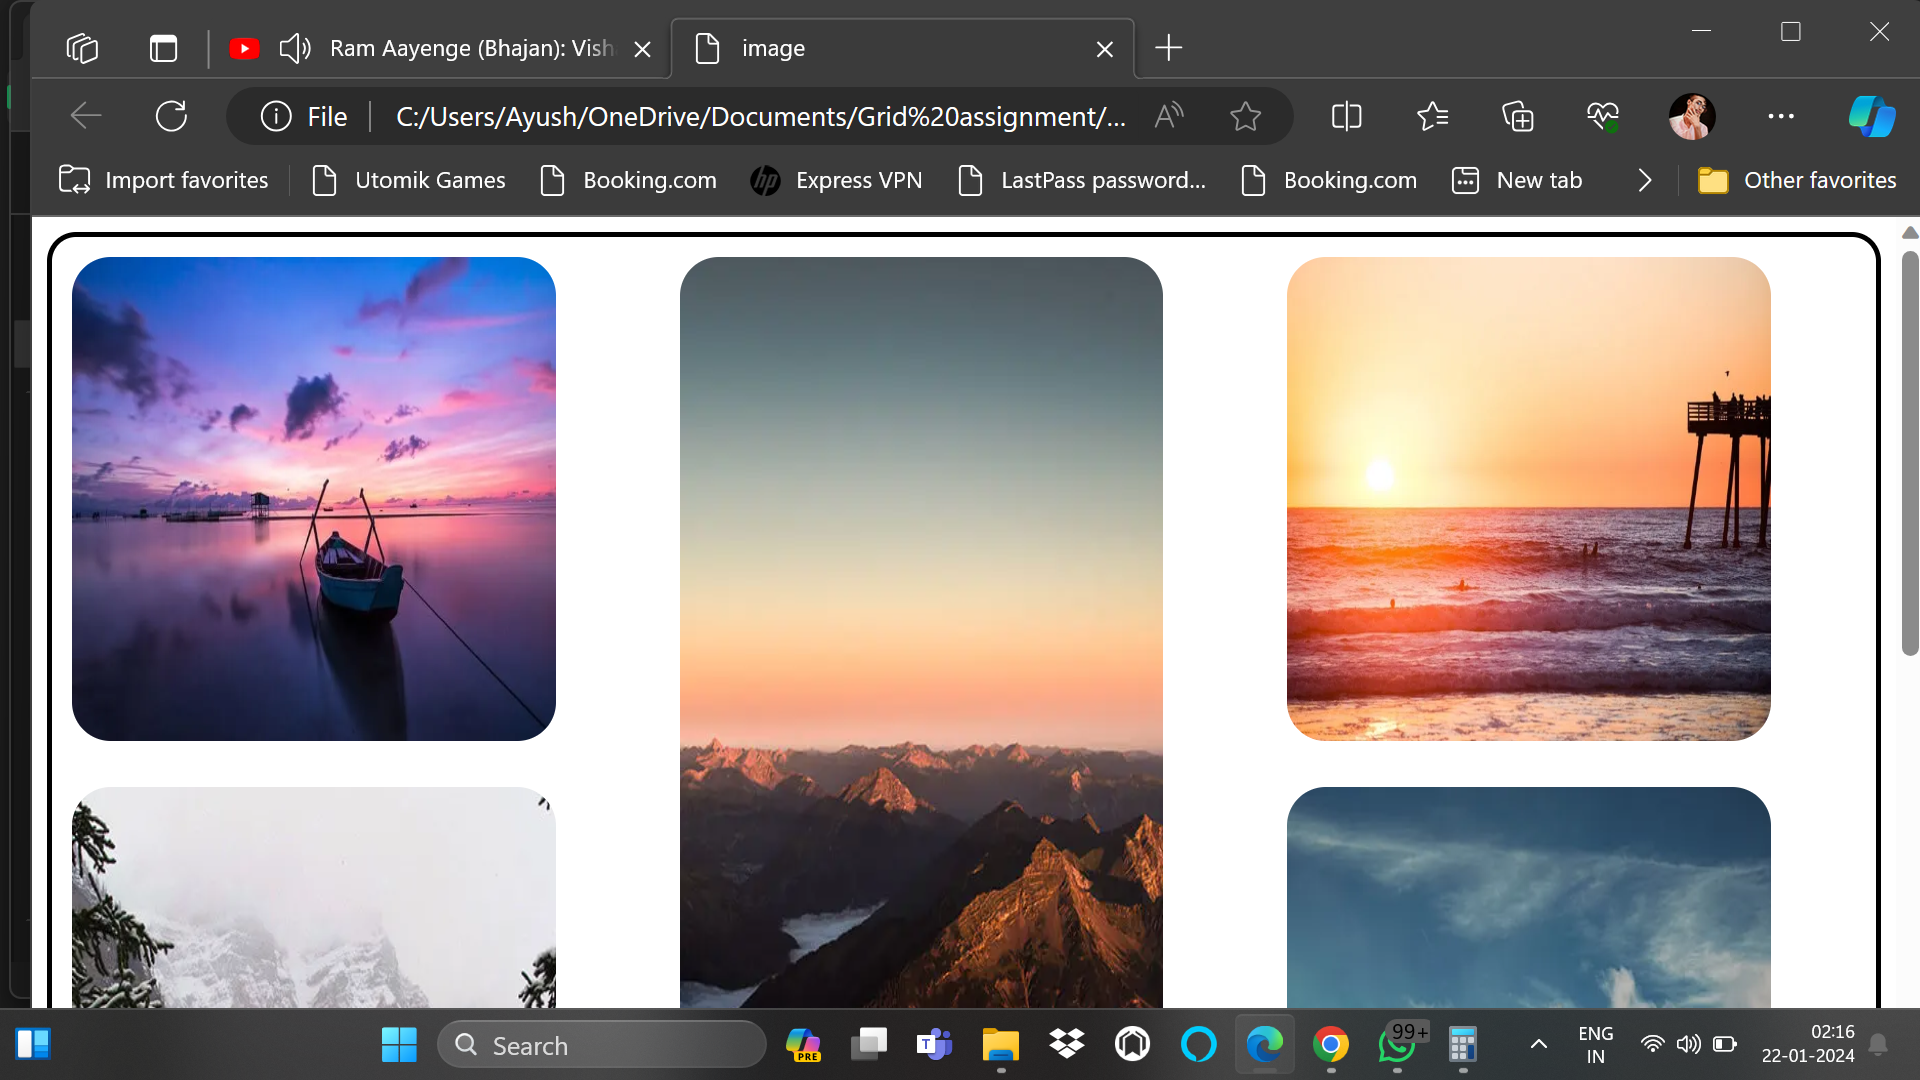 Ram Aayenge (Bhajan): Vish
image
File
C:/Users/Ayush/OneDrive/Documents/Grid%20assignment/...
Import favorites
Utomik Games
Booking.com
Express VPN
LastPass password...
Booking.com
New tab
Other favorites
Search
PRE
99+
ENG
IN
02:16
22-01-2024